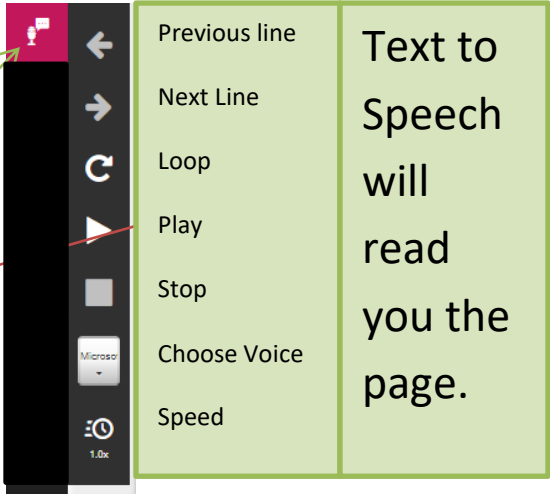 Previous line
Next Line
Loop
Play
Stop
Choose Voice
Speed
Microsof
1.0x
Text to
Speech
will
read
you the
page.